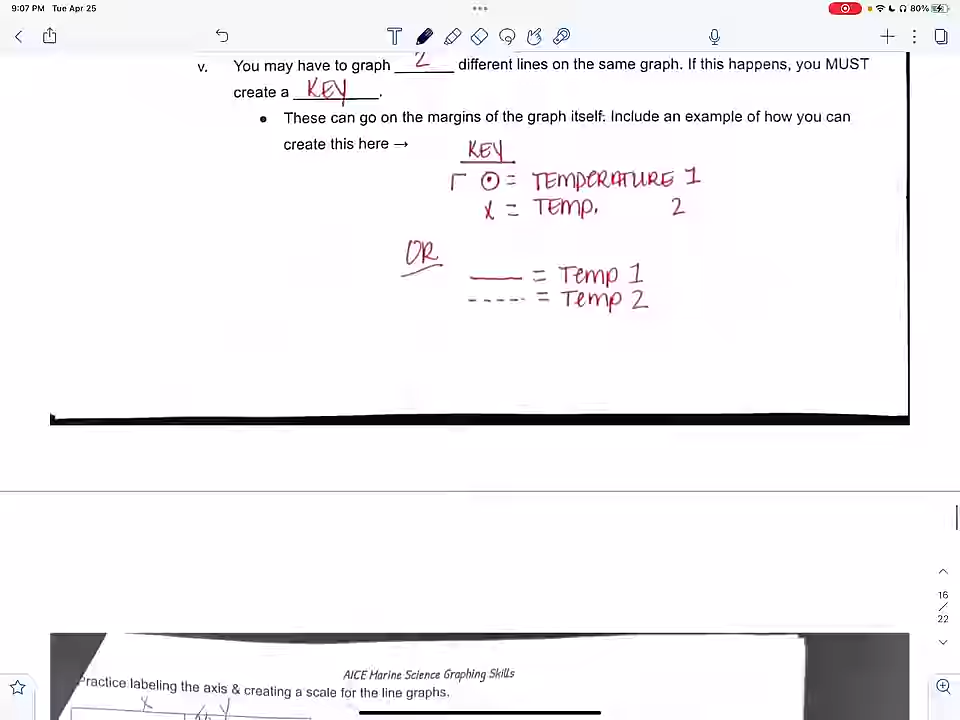 9:07 PM Tue Apr 25
80%
v. You may have to graph 2 different lines on the same graph. If this happens, you MUST
create a KEY.
These can go on the margins of the graph itself. Include an example of how you can
create this here →
KEY
⊙ = TEMPERATURE 1
x = TEMP. 2
OR
—— = Temp 1
---- = Temp 2
16
/
22
AICE Marine Science Graphing Skills
Practice labeling the axis & creating a scale for the line graphs.
X Y